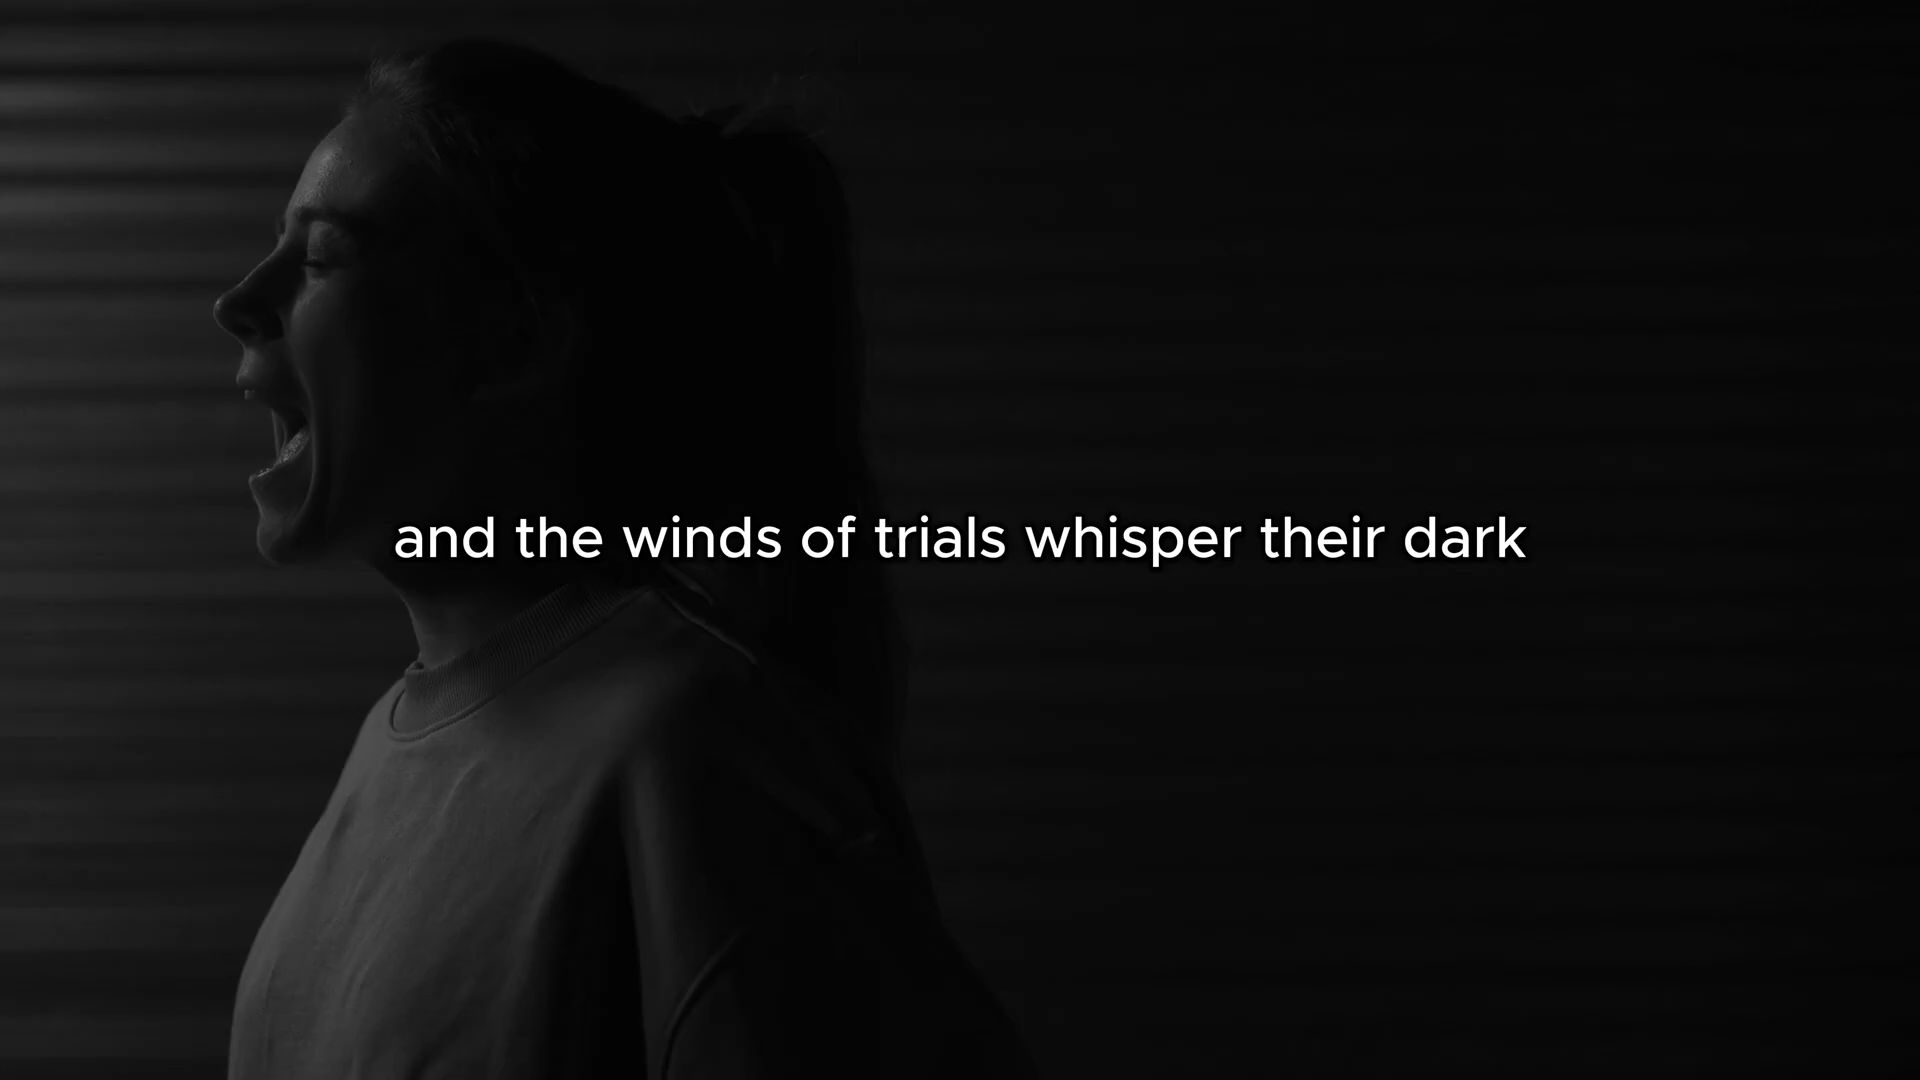 and the winds of trials whisper their dark